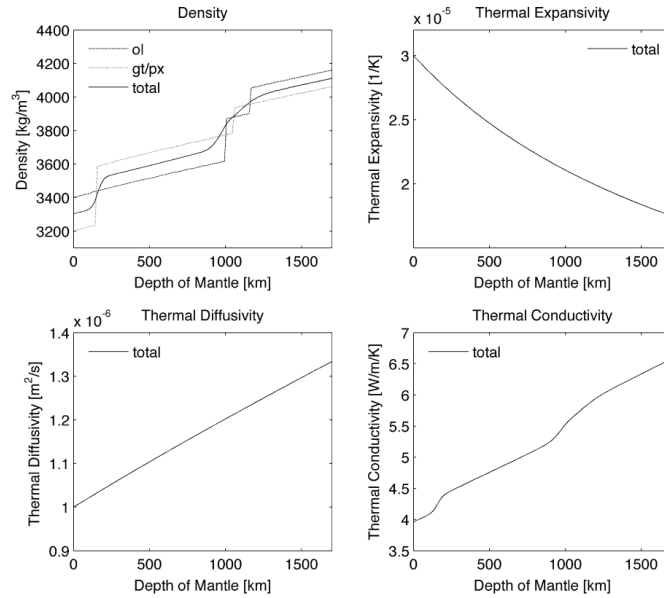 Density
4400
4200
4000
3800
3600
3400
3200
ol
gt/px
total
Density [kg/m³]
0 500 1000 1500
Depth of Mantle [km]
Thermal Expansivity
x 10⁻⁵
3
2.5
2
total
Thermal Expansivity [1/K]
0 500 1000 1500
Depth of Mantle [km]
Thermal Diffusivity
x 10⁻⁶
1.4
1.3
1.2
1.1
1
0.9
total
Thermal Diffusivity [m²/s]
0 500 1000 1500
Depth of Mantle [km]
Thermal Conductivity
7
6.5
6
5.5
5
4.5
4
3.5
total
Thermal Conductivity [W/m/K]
0 500 1000 1500
Depth of Mantle [km]